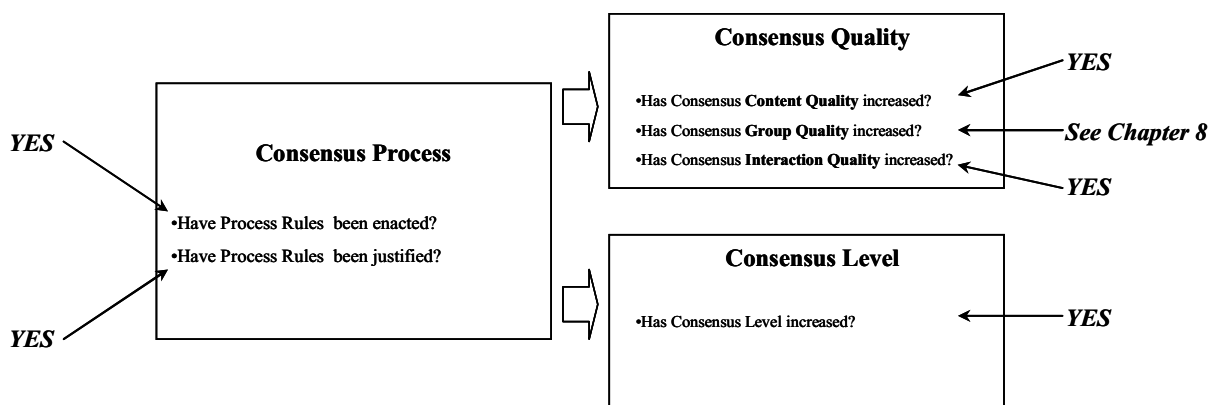 YES
YES
Consensus Process
•Have Process Rules been enacted?
•Have Process Rules been justified?
Consensus Quality
•Has Consensus Content Quality increased?
•Has Consensus Group Quality increased?
•Has Consensus Interaction Quality increased?
YES
See Chapter 8
YES
Consensus Level
•Has Consensus Level increased?
YES